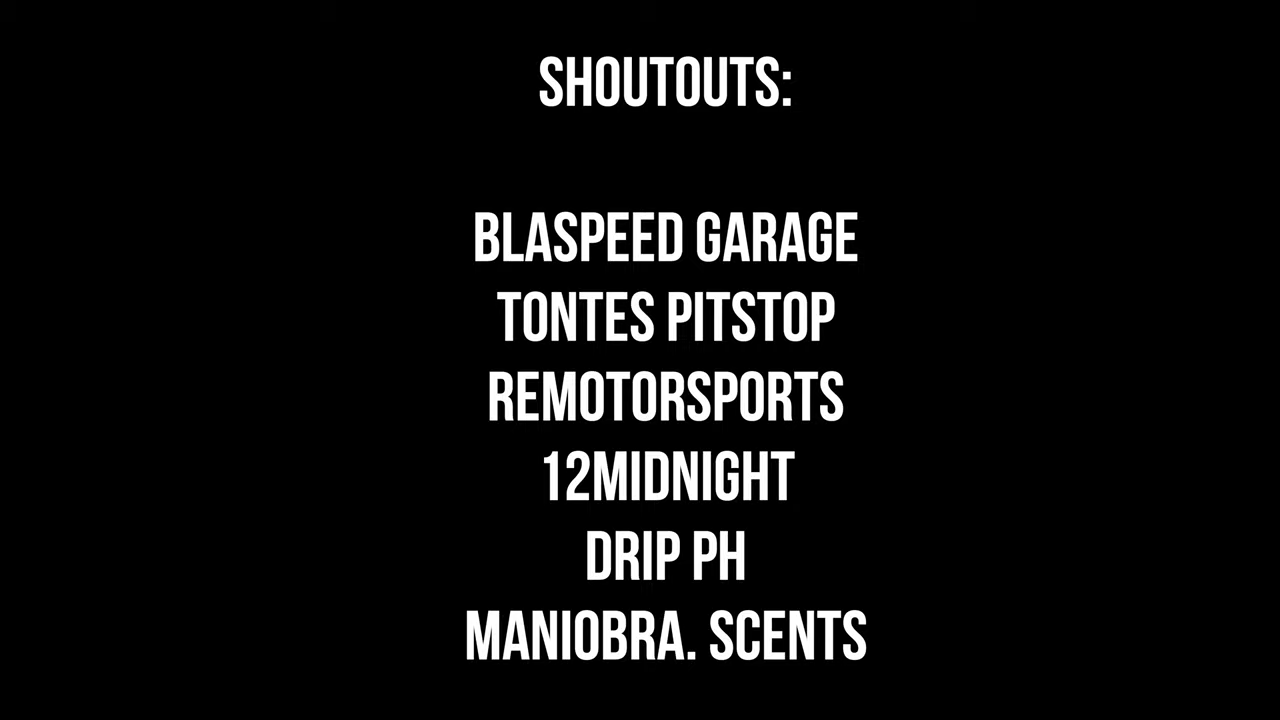 SHOUTOUTS:
BLASPEED GARAGE
TONTES PITSTOP
REMOTORSPORTS
12MIDNIGHT
DRIP PH
MANIOBRA. SCENTS